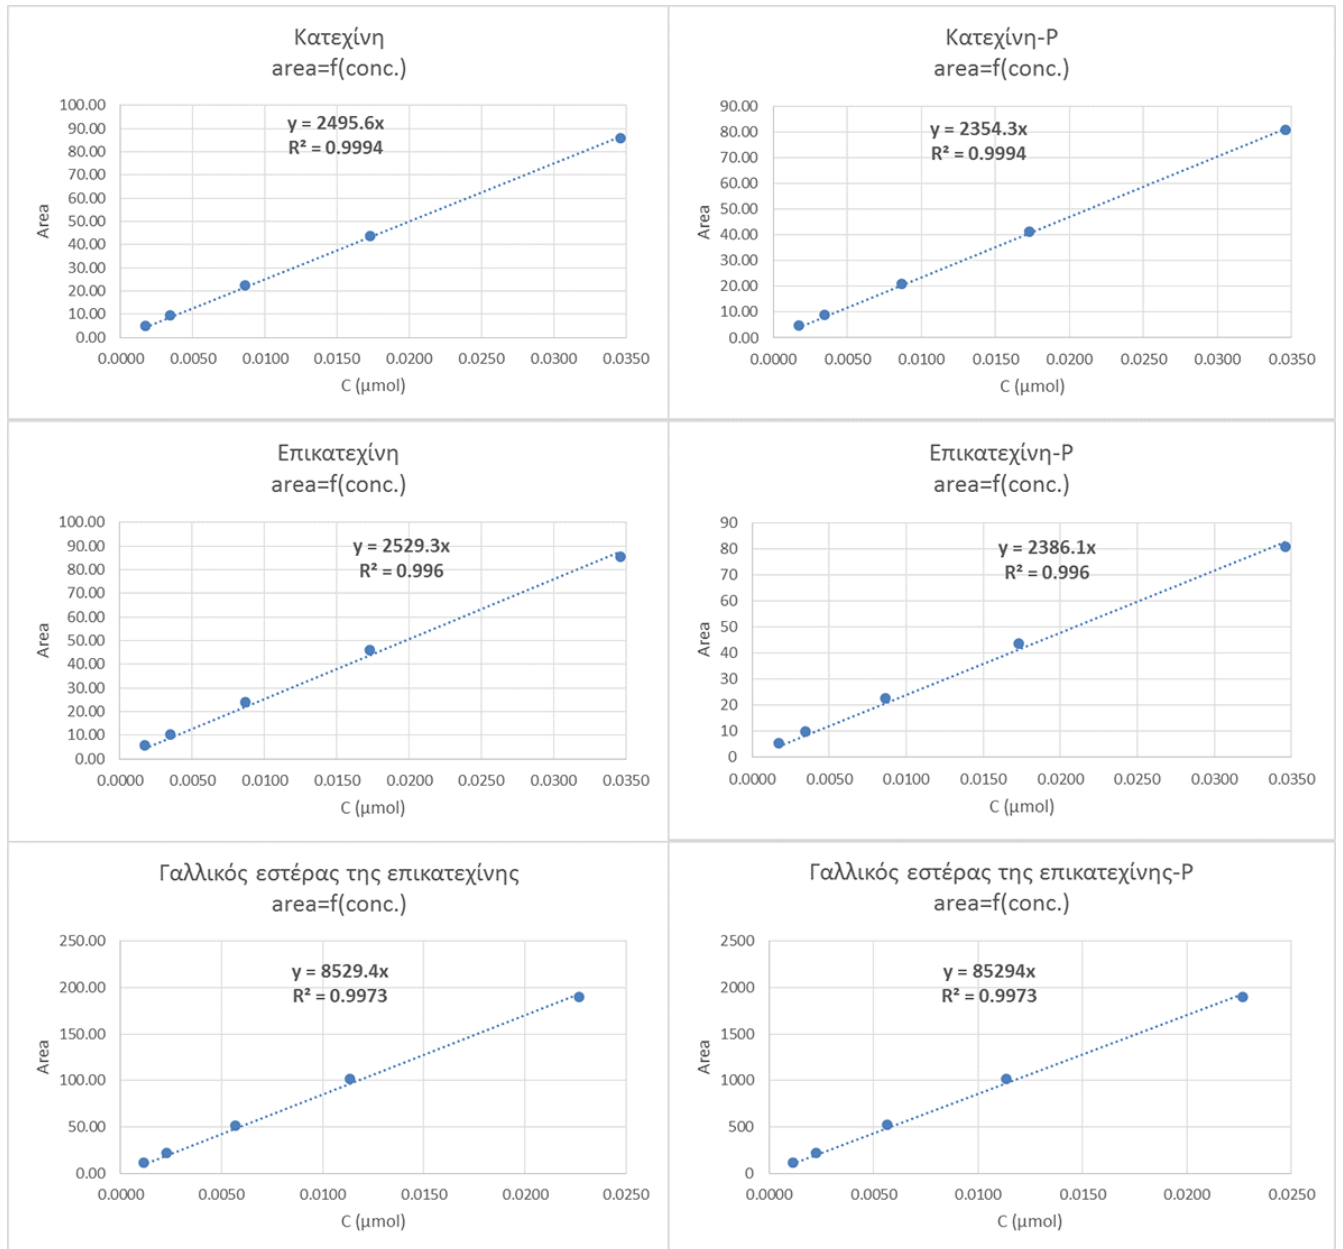 Κατεχίνη
area=f(conc.)
y = 2495.6x
R² = 0.9994
100.00
90.00
80.00
70.00
60.00
50.00
40.00
30.00
20.00
10.00
0.00
Area
0.0000 0.0050 0.0100 0.0150 0.0200 0.0250 0.0300 0.0350
C (μmol)
Κατεχίνη-P
area=f(conc.)
y = 2354.3x
R² = 0.9994
90.00
80.00
70.00
60.00
50.00
40.00
30.00
20.00
10.00
0.00
Area
0.0000 0.0050 0.0100 0.0150 0.0200 0.0250 0.0300 0.0350
C (μmol)
Επικατεχίνη
area=f(conc.)
y = 2529.3x
R² = 0.996
100.00
90.00
80.00
70.00
60.00
50.00
40.00
30.00
20.00
10.00
0.00
Area
0.0000 0.0050 0.0100 0.0150 0.0200 0.0250 0.0300 0.0350
C (μmol)
Επικατεχίνη-P
area=f(conc.)
y = 2386.1x
R² = 0.996
90
80
70
60
50
40
30
20
10
0
Area
0.0000 0.0050 0.0100 0.0150 0.0200 0.0250 0.0300 0.0350
C (μmol)
Γαλλικός εστέρας της επικατεχίνης
area=f(conc.)
y = 8529.4x
R² = 0.9973
250.00
200.00
150.00
100.00
50.00
0.00
Area
0.0000 0.0050 0.0100 0.0150 0.0200 0.0250
C (μmol)
Γαλλικός εστέρας της επικατεχίνης-P
area=f(conc.)
y = 85294x
R² = 0.9973
2500
2000
1500
1000
500
0
Area
0.0000 0.0050 0.0100 0.0150 0.0200 0.0250
C (μmol)